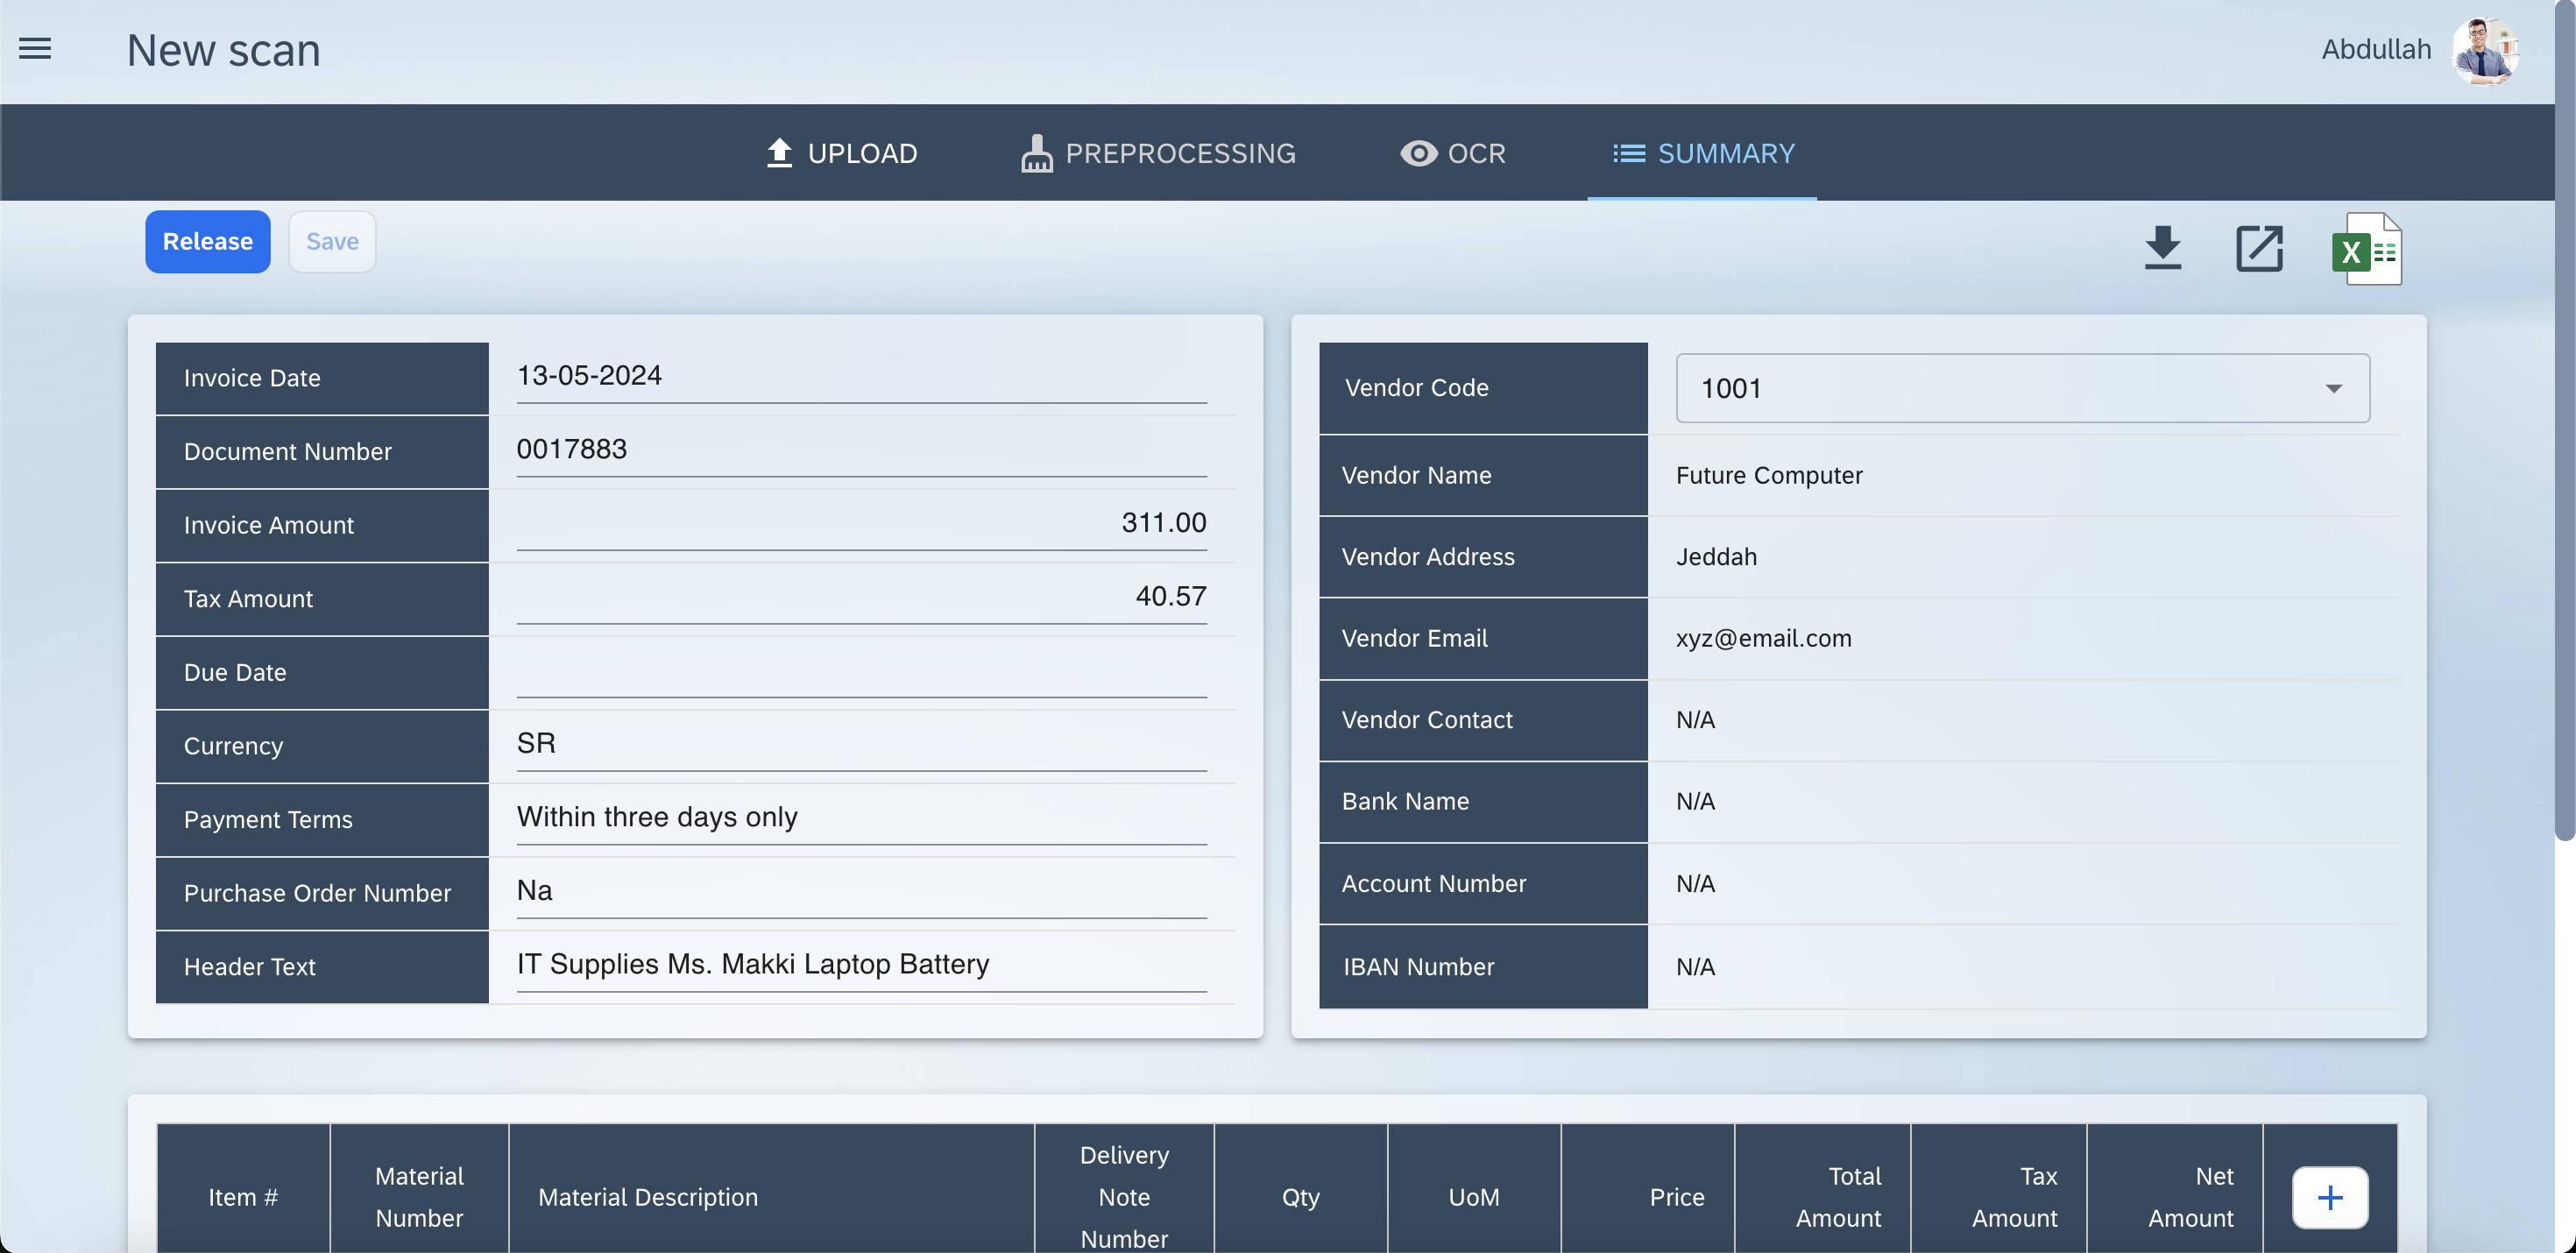 New scan
Abdullah
UPLOAD
PREPROCESSING
OCR
SUMMARY
Release
Save
X
Invoice Date
13-05-2024
Document Number
0017883
Invoice Amount
311.00
Tax Amount
40.57
Due Date
Currency
SR
Payment Terms
Within three days only
Purchase Order Number
Na
Header Text
IT Supplies Ms. Makki Laptop Battery
Vendor Code
1001
Vendor Name
Future Computer
Vendor Address
Jeddah
Vendor Email
xyz@email.com
Vendor Contact
N/A
Bank Name
N/A
Account Number
N/A
IBAN Number
N/A
Item #
Material
Number
Material Description
Delivery
Note
Number
Qty
UoM
Price
Total
Amount
Tax
Amount
Net
Amount
+